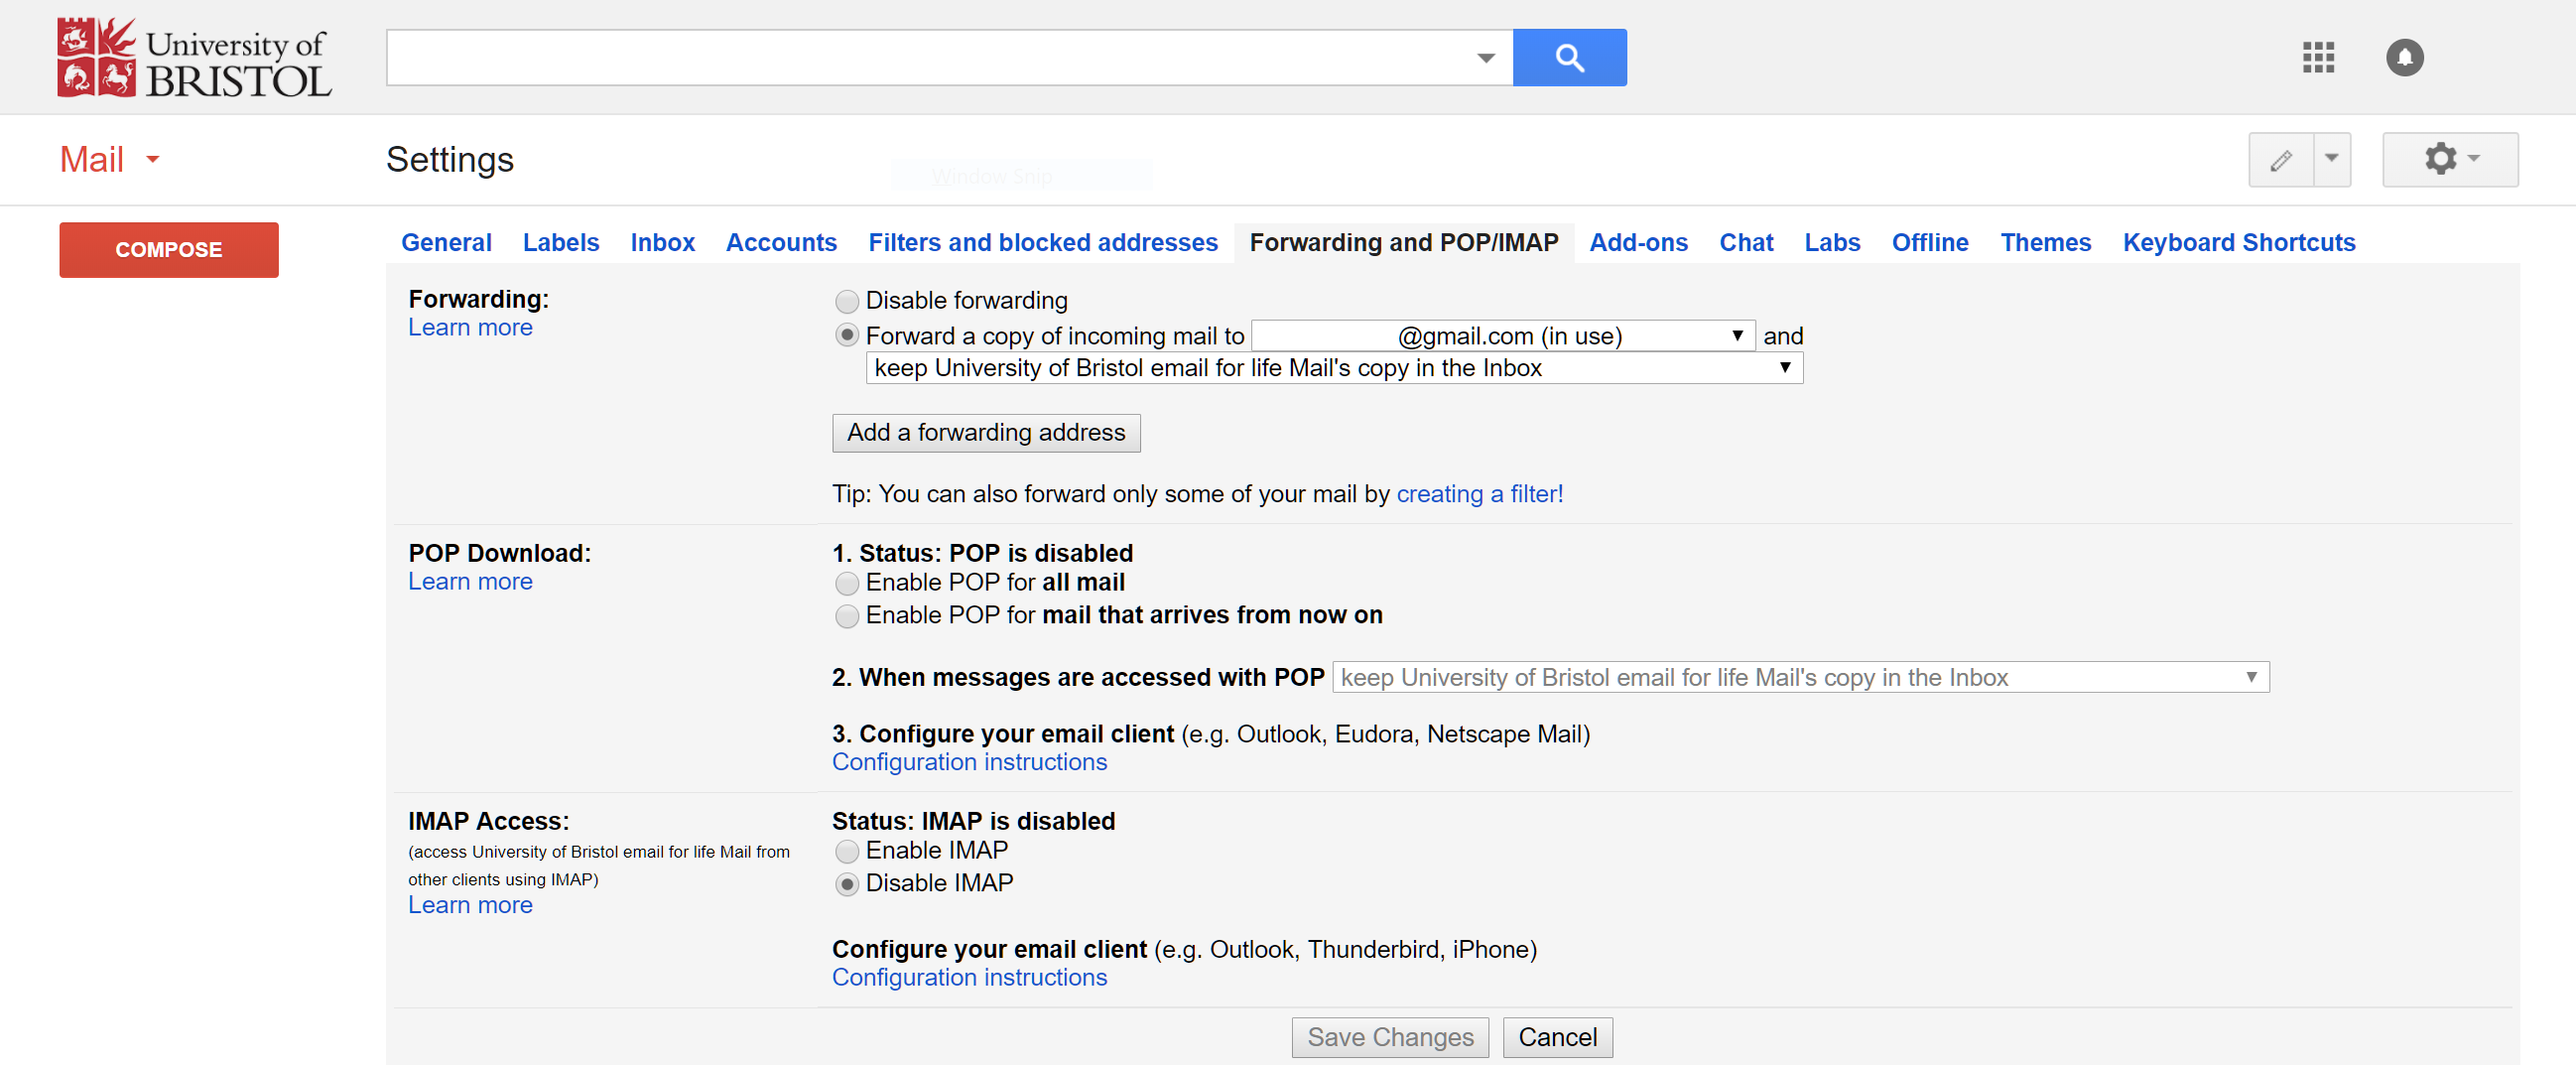 University of
BRISTOL
Mail
Settings
Window Snip
COMPOSE
General Labels Inbox Accounts Filters and blocked addresses Forwarding and POP/IMAP Add-ons Chat Labs Offline Themes Keyboard Shortcuts
Forwarding:
Learn more
Disable forwarding
Forward a copy of incoming mail to @gmail.com (in use) and
keep University of Bristol email for life Mail's copy in the Inbox
Add a forwarding address
Tip: You can also forward only some of your mail by creating a filter!
POP Download:
Learn more
1. Status: POP is disabled
Enable POP for all mail
Enable POP for mail that arrives from now on
2. When messages are accessed with POP keep University of Bristol email for life Mail's copy in the Inbox
3. Configure your email client (e.g. Outlook, Eudora, Netscape Mail)
Configuration instructions
IMAP Access:
(access University of Bristol email for life Mail from
other clients using IMAP)
Learn more
Status: IMAP is disabled
Enable IMAP
Disable IMAP
Configure your email client (e.g. Outlook, Thunderbird, iPhone)
Configuration instructions
Save Changes Cancel